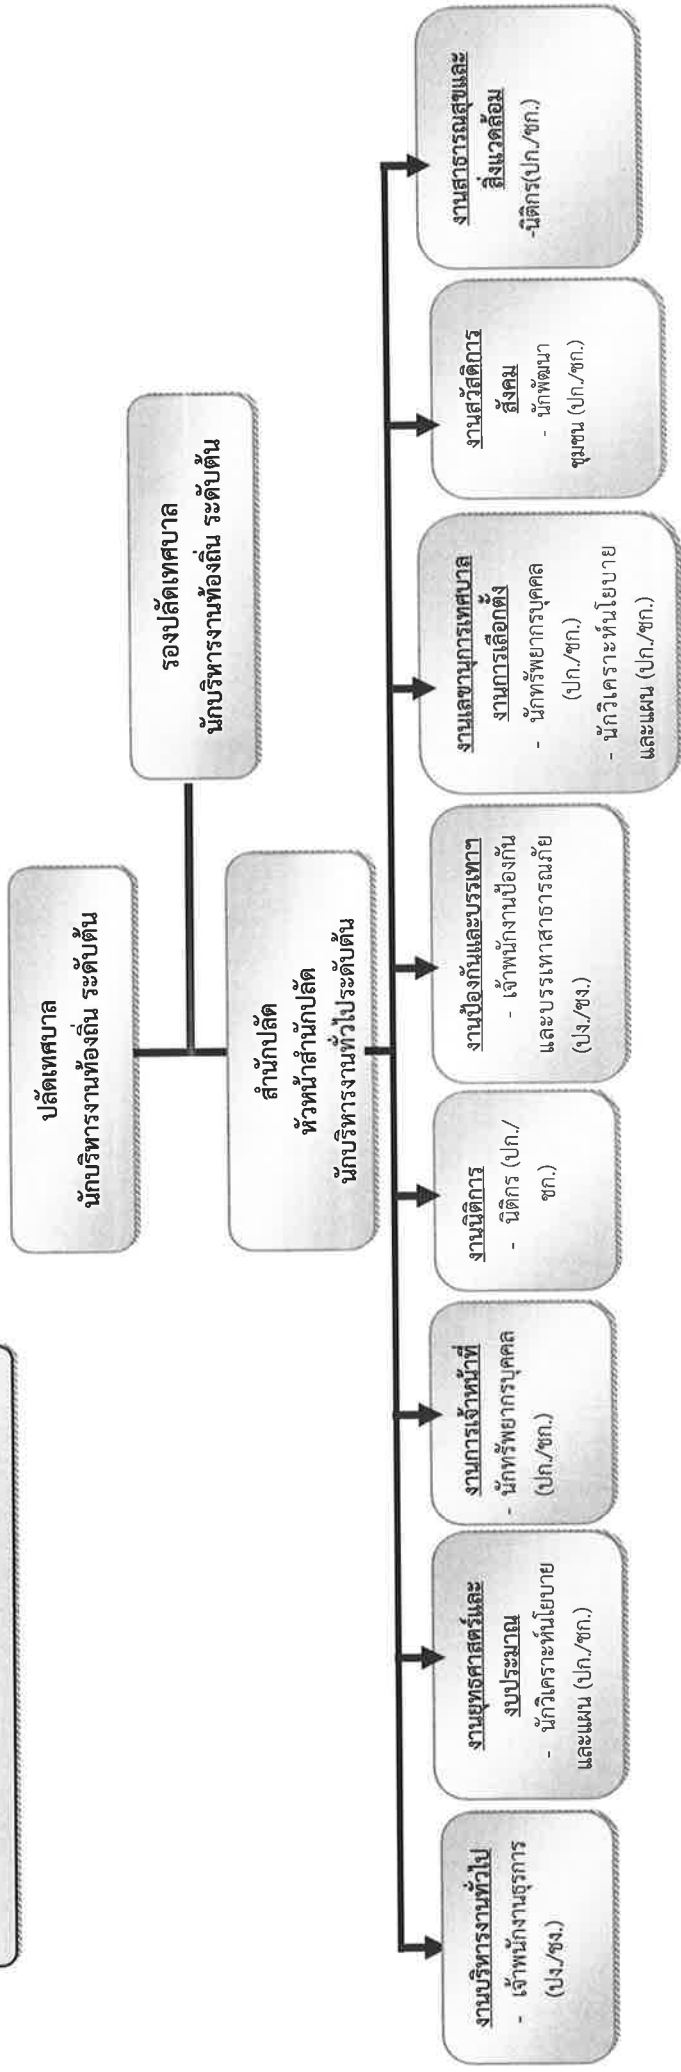 ปลัดเทศบาล
นักบริหารงานท้องถิ่น ระดับต้น
รองปลัดเทศบาล
นักบริหารงานท้องถิ่น ระดับต้น
สำนักปลัด
หัวหน้าสำนักปลัด
นักบริหารงานทั่วไประดับต้น
งานบริหารงานทั่วไป
- เจ้าพนักงานธุรการ
(ปง./ชง.)
งานยุทธศาสตร์และ
งบประมาณ
- นักวิเคราะห์นโยบาย
และแผน (ปก./ชก.)
งานการเจ้าหน้าที่
- นักทรัพยากรบุคคล
(ปก./ชก.)
งานนิติการ
- นิติกร (ปก./
ชก.)
งานป้องกันและบรรเทาฯ
- เจ้าพนักงานป้องกัน
และบรรเทาสาธารณภัย
(ปง./ชง.)
งานเลขานุการเทศบาล
งานการเลือกตั้ง
- นักทรัพยากรบุคคล
(ปก./ชก.)
- นักวิเคราะห์นโยบาย
และแผน (ปก./ชก.)
งานสวัสดิการ
สังคม
- นักพัฒนา
ชุมชน (ปก./ชก.)
งานสาธารณสุขและ
สิ่งแวดล้อม
-นิติกร(ปก./ชก.)